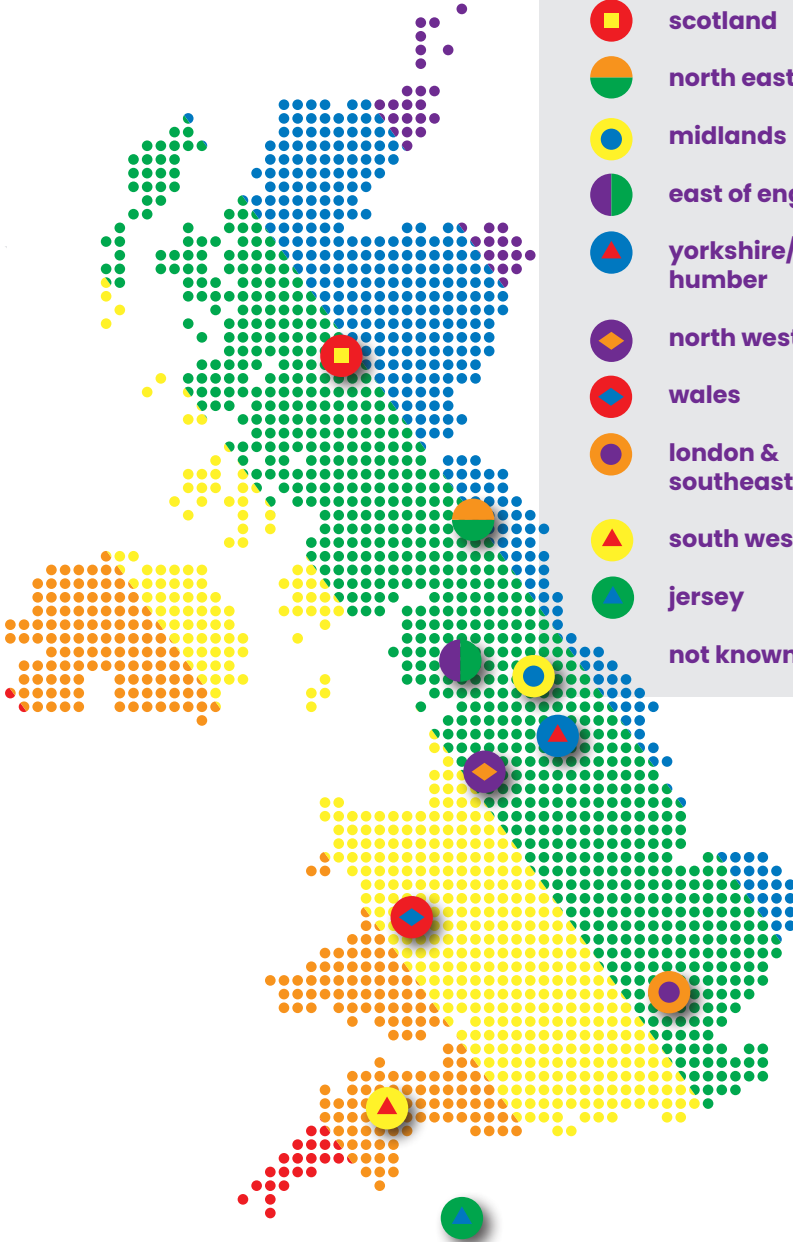 scotland
north east
midlands
east of eng
yorkshire/
humber
north west
wales
london &
southeast
south wes
jersey
not known